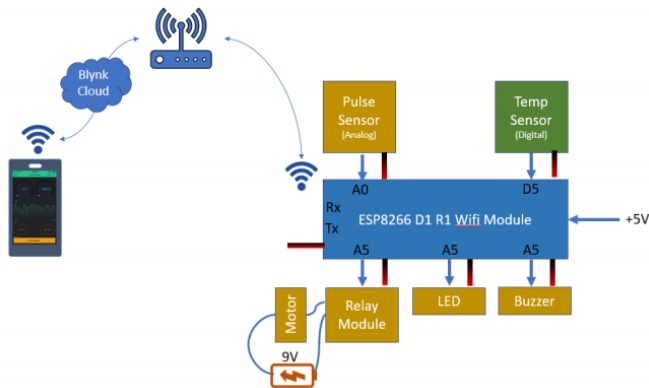 Blynk
Cloud
Pulse
Sensor
(Analog)
Temp
Sensor
(Digital)
A0
D5
Rx
ESP8266 D1 R1 Wifi Module
Tx
+5V
A5
A5
A5
Motor
Relay
Module
LED
Buzzer
9V